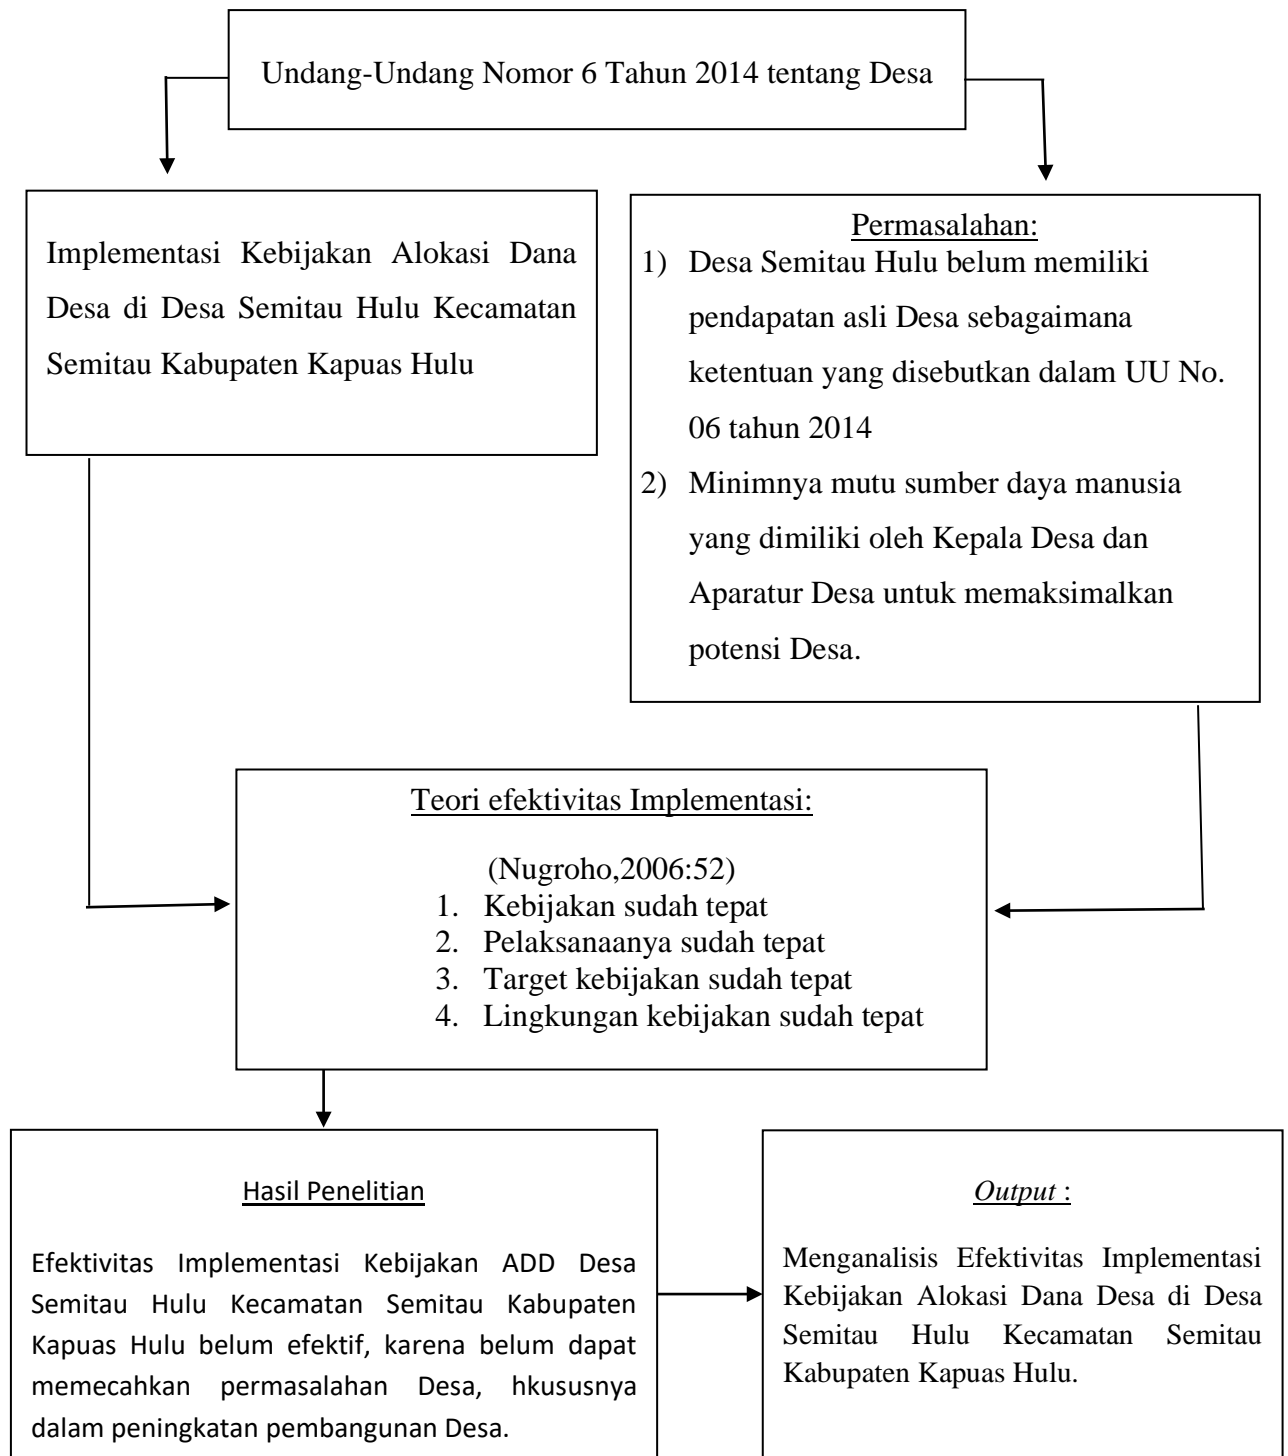 Undang-Undang Nomor 6 Tahun 2014 tentang Desa
Implementasi Kebijakan Alokasi Dana
Desa di Desa Semitau Hulu Kecamatan
Semitau Kabupaten Kapuas Hulu
Permasalahan:
1) Desa Semitau Hulu belum memiliki
pendapatan asli Desa sebagaimana
ketentuan yang disebutkan dalam UU No.
06 tahun 2014
2) Minimnya mutu sumber daya manusia
yang dimiliki oleh Kepala Desa dan
Aparatur Desa untuk memaksimalkan
potensi Desa.
Teori efektivitas Implementasi:
(Nugroho,2006:52)
1. Kebijakan sudah tepat
2. Pelaksanaanya sudah tepat
3. Target kebijakan sudah tepat
4. Lingkungan kebijakan sudah tepat
Hasil Penelitian
Efektivitas Implementasi Kebijakan ADD Desa
Semitau Hulu Kecamatan Semitau Kabupaten
Kapuas Hulu belum efektif, karena belum dapat
memecahkan permasalahan Desa, hkususnya
dalam peningkatan pembangunan Desa.
Output :
Menganalisis Efektivitas Implementasi
Kebijakan Alokasi Dana Desa di Desa
Semitau Hulu Kecamatan Semitau
Kabupaten Kapuas Hulu.